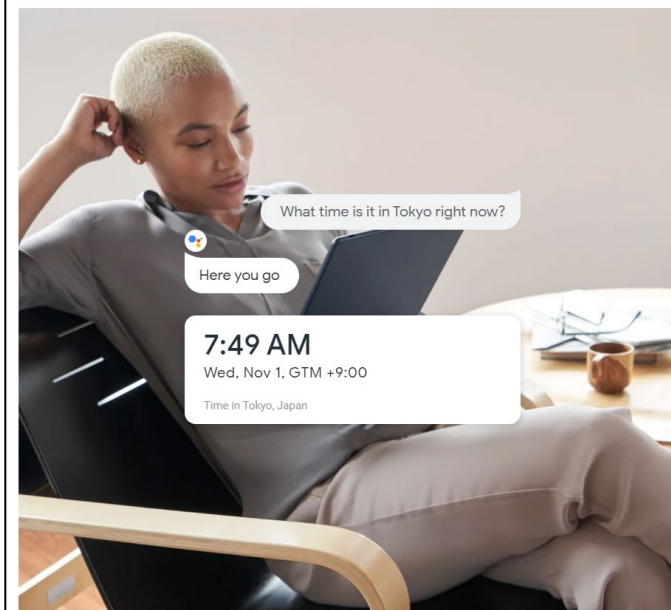 What time is it in Tokyo right now?
Here you go
7:49 AM
Wed, Nov 1, GTM +9:00
Time in Tokyo, Japan